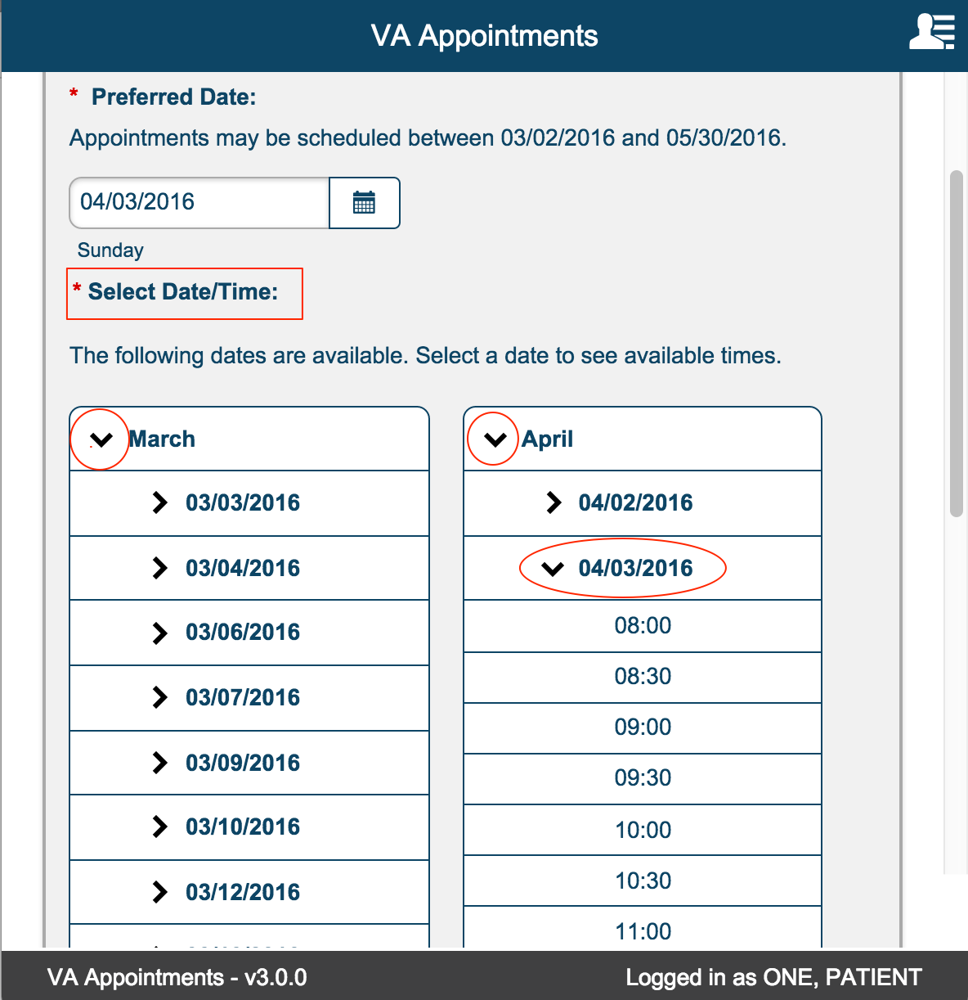 VA Appointments
* Preferred Date:
Appointments may be scheduled between 03/02/2016 and 05/30/2016.
04/03/2016
Sunday
* Select Date/Time:
The following dates are available. Select a date to see available times.
March
03/03/2016
03/04/2016
03/06/2016
03/07/2016
03/09/2016
03/10/2016
03/12/2016
April
04/02/2016
04/03/2016
08:00
08:30
09:00
09:30
10:00
10:30
11:00
VA Appointments - v3.0.0
Logged in as ONE, PATIENT